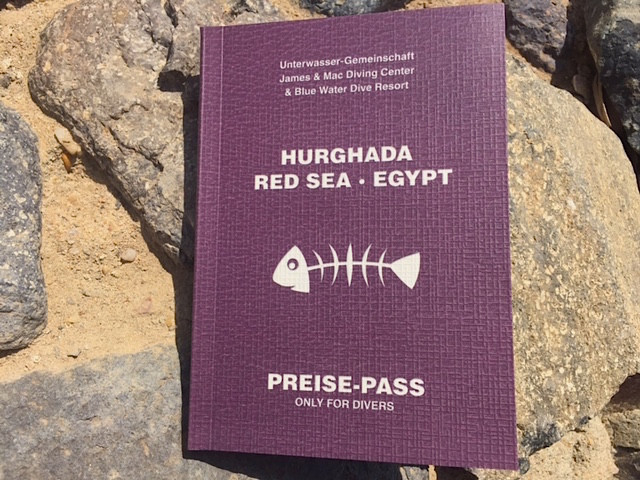 Unterwasser-Gemeinschaft
James & Mac Diving Center
& Blue Water Dive Resort
HURGHADA
RED SEA • EGYPT
PREISE-PASS
ONLY FOR DIVERS